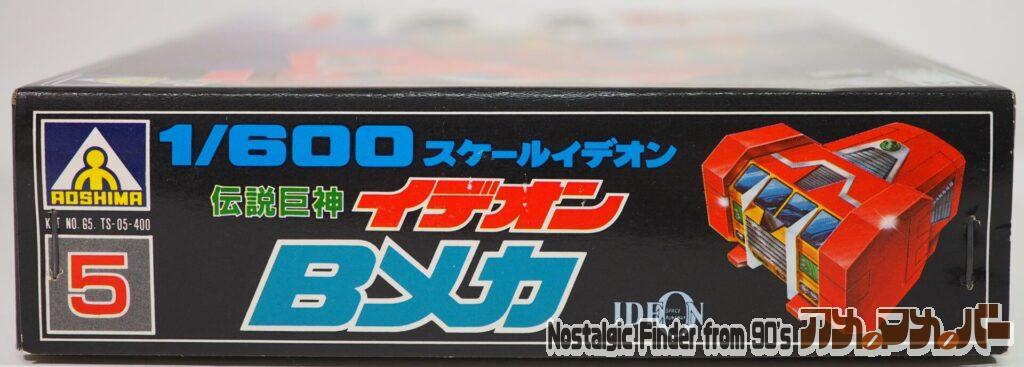 1/600 スケールイデオン
伝説巨神 イデオン
Bメカ
AOSHIMA
KIT NO. 65. TS-05-400
5
IDEON
SPACE
Nostalgic Finder from 90's